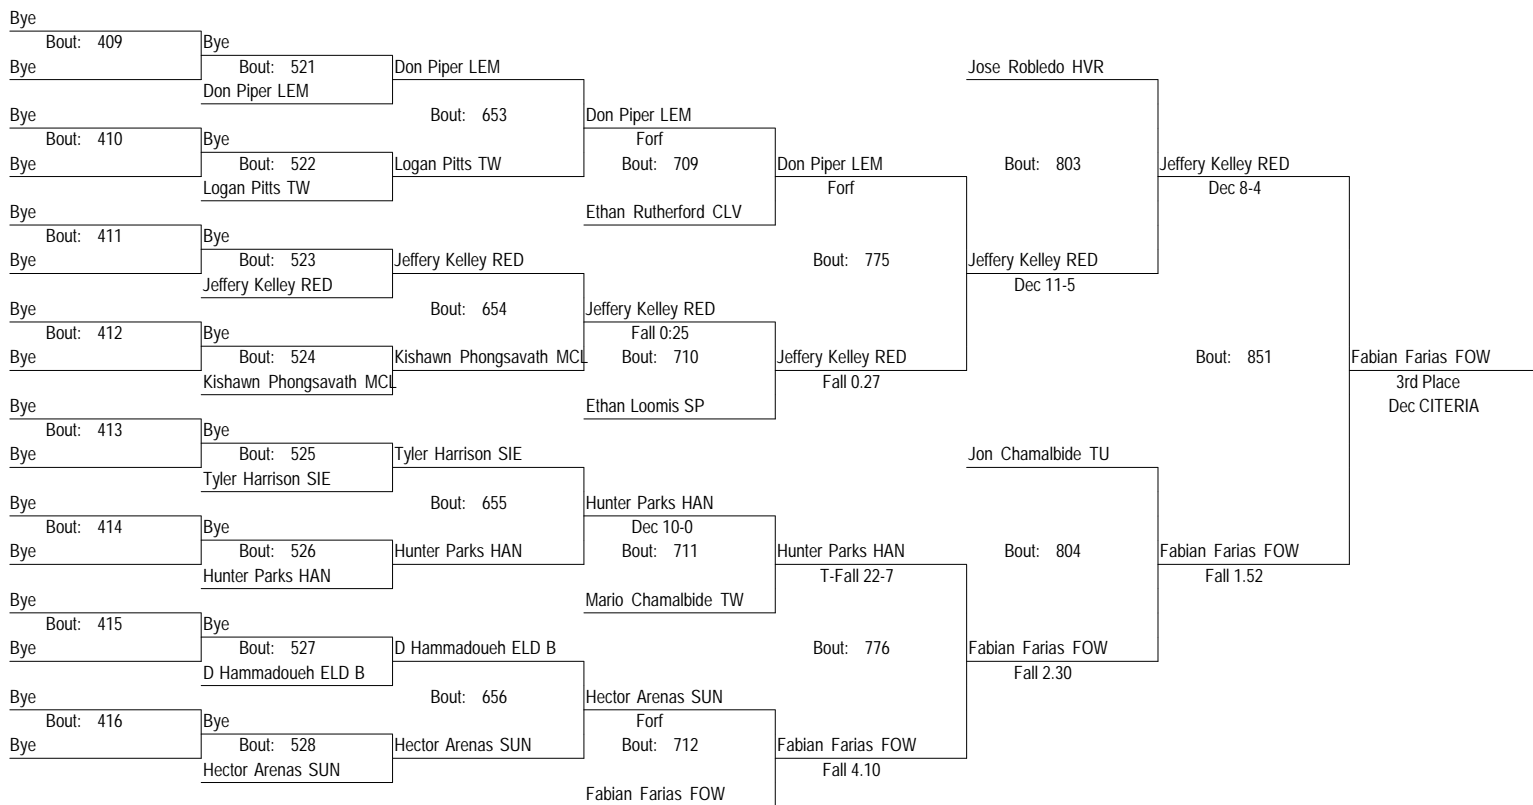 Bye
Bout: 409 Bye
Bye Bout: 521 Don Piper LEM Jose Robledo HVR
Don Piper LEM
Bye Bout: 653 Don Piper LEM
Bout: 410 Bye Forf
Bye Bout: 522 Logan Pitts TW Bout: 709 Don Piper LEM Bout: 803 Jeffery Kelley RED
Logan Pitts TW Forf Dec 8-4
Bye Ethan Rutherford CLV
Bout: 411 Bye
Bye Bout: 523 Jeffery Kelley RED Bout: 775 Jeffery Kelley RED
Jeffery Kelley RED Dec 11-5
Bye Bout: 654 Jeffery Kelley RED
Bout: 412 Bye Fall 0:25
Bye Bout: 524 Kishawn Phongsavath MCL Bout: 710 Jeffery Kelley RED Bout: 851 Fabian Farias FOW
Kishawn Phongsavath MCL Fall 0.27 3rd Place
Bye Ethan Loomis SP Dec CITERIA
Bout: 413 Bye
Bye Bout: 525 Tyler Harrison SIE Jon Chamalbide TU
Tyler Harrison SIE
Bye Bout: 655 Hunter Parks HAN
Bout: 414 Bye Dec 10-0
Bye Bout: 526 Hunter Parks HAN Bout: 711 Hunter Parks HAN Bout: 804 Fabian Farias FOW
Hunter Parks HAN T-Fall 22-7 Fall 1.52
Bye Mario Chamalbide TW
Bout: 415 Bye
Bye Bout: 527 D Hammadoueh ELD B Bout: 776 Fabian Farias FOW
D Hammadoueh ELD B Fall 2.30
Bye Bout: 656 Hector Arenas SUN
Bout: 416 Bye Forf
Bye Bout: 528 Hector Arenas SUN Bout: 712 Fabian Farias FOW
Hector Arenas SUN Fall 4.10
Fabian Farias FOW